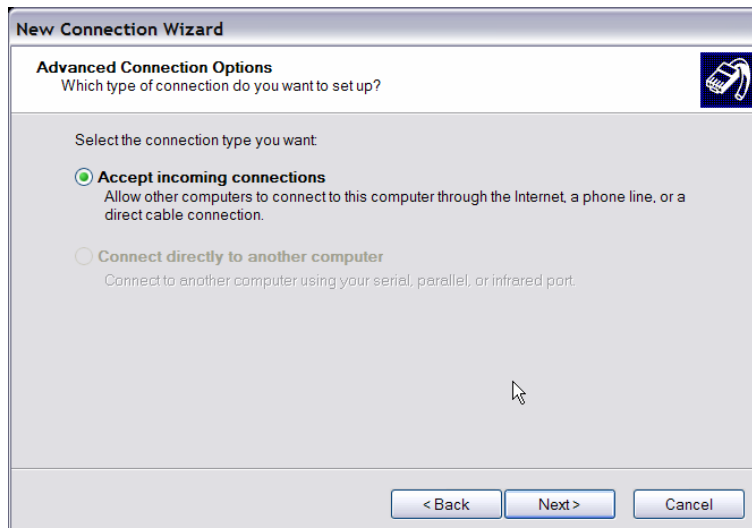 New Connection Wizard
Advanced Connection Options
Which type of connection do you want to set up?
Select the connection type you want:
Accept incoming connections
Allow other computers to connect to this computer through the Internet, a phone line, or a
direct cable connection.
Connect directly to another computer
Connect to another computer using your serial, parallel, or infrared port.
< Back
Next >
Cancel